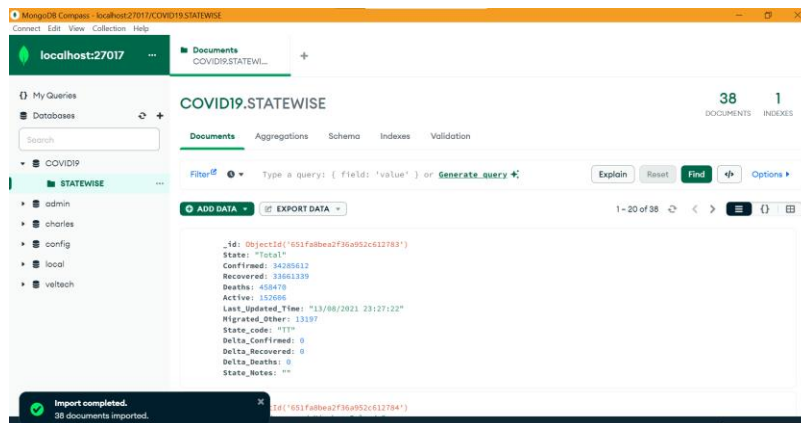 MongoDB Compass - localhost:27017/COVID19.STATEWISE
Connect Edit View Collection Help
localhost:27017 ...
Documents
COVID19.STATEWI...
+
{} My Queries
Databases
Search
COVID19
STATEWISE ...
admin
charles
config
local
veltech
COVID19.STATEWISE
38
DOCUMENTS
1
INDEXES
Documents Aggregations Schema Indexes Validation
Filter Type a query: { field: 'value' } or Generate query
Explain Reset Find </> Options
ADD DATA EXPORT DATA
1 – 20 of 38 {}
_id: ObjectId('651fa8bea2f36a952c612783')
State: "Total"
Confirmed: 34285612
Recovered: 33661339
Deaths: 458470
Active: 152606
Last_Updated_Time: "13/08/2021 23:27:22"
Migrated_Other: 13197
State_code: "TT"
Delta_Confirmed: 0
Delta_Recovered: 0
Delta_Deaths: 0
State_Notes: ""
tId('651fa8bea2f36a952c612784')
Import completed.
38 documents imported.